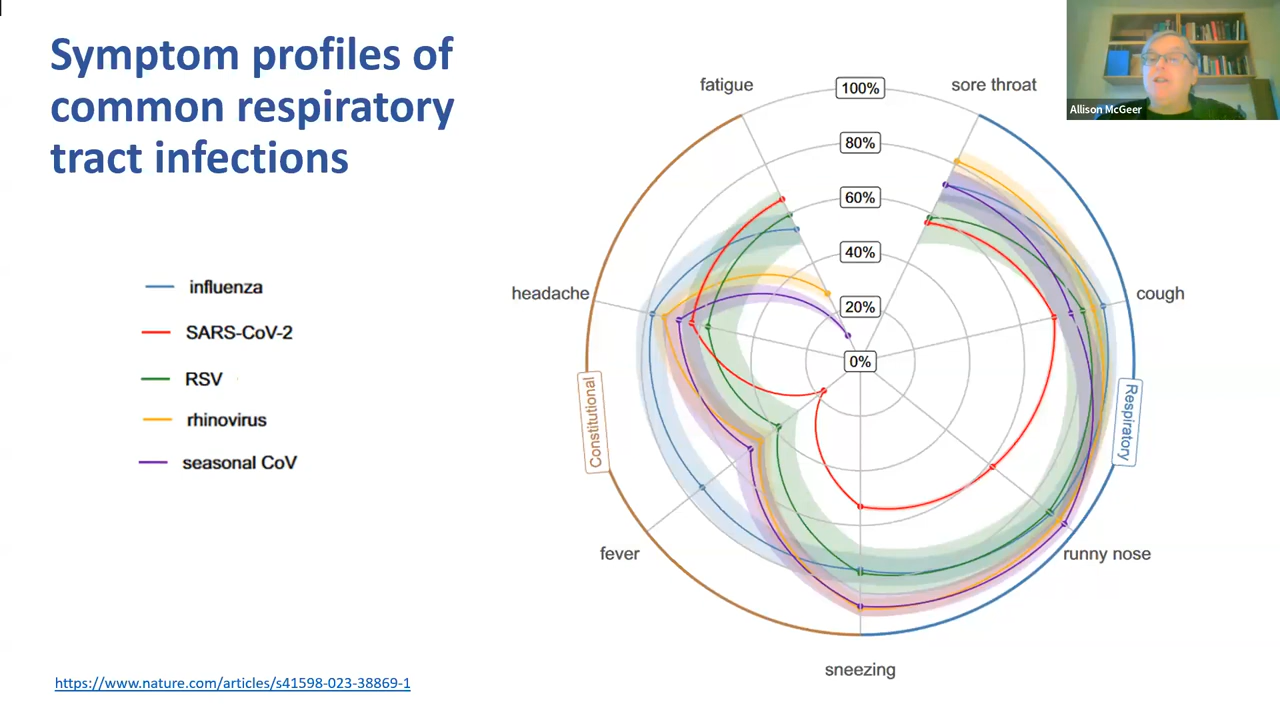 Symptom profiles of
common respiratory
tract infections
Allison McGeer
influenza
SARS-CoV-2
RSV
rhinovirus
seasonal CoV
fatigue
sore throat
headache
cough
fever
runny nose
sneezing
100%
80%
60%
40%
20%
0%
Constitutional
Respiratory
https://www.nature.com/articles/s41598-023-38869-1